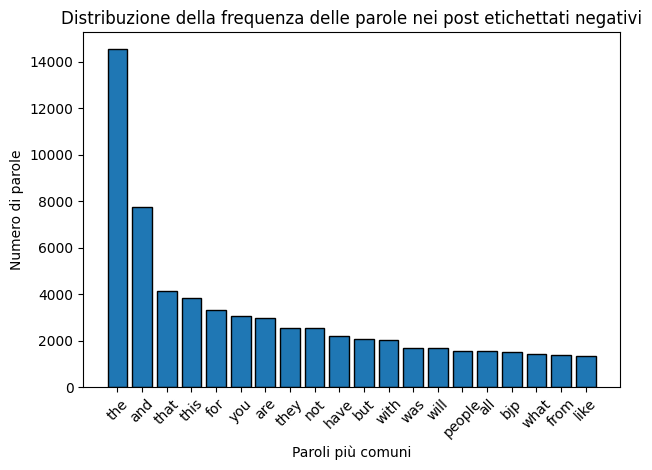 Distribuzione della frequenza delle parole nei post etichettati negativi
Numero di parole
14000
12000
10000
8000
6000
4000
2000
0
the and that this for you are they not have but with was will people all bjp what from like
Paroli più comuni